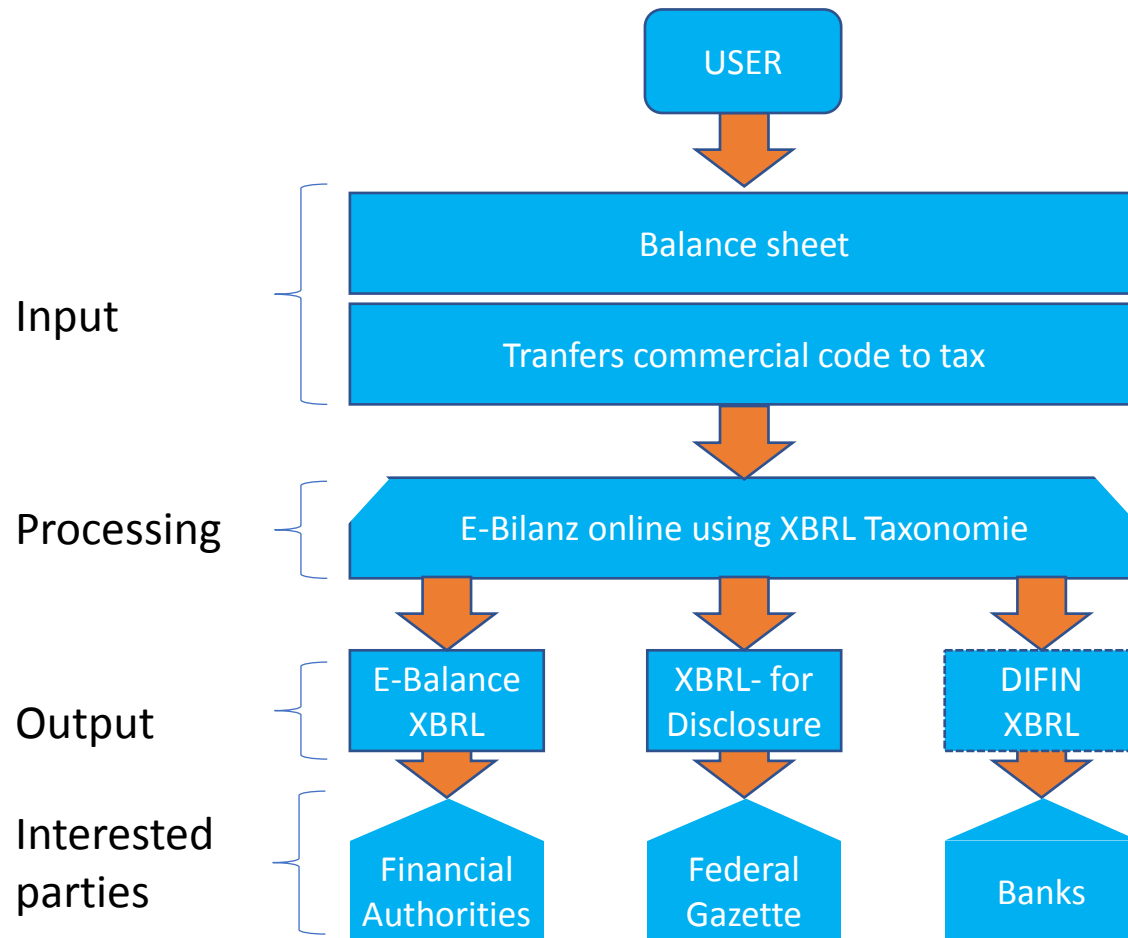 USER
Input
Balance sheet
Tranfers commercial code to tax
Processing
E-Bilanz online using XBRL Taxonomie
Output
E-Balance
XBRL
XBRL- for
Disclosure
DIFIN
XBRL
Interested
parties
Financial
Authorities
Federal
Gazette
Banks